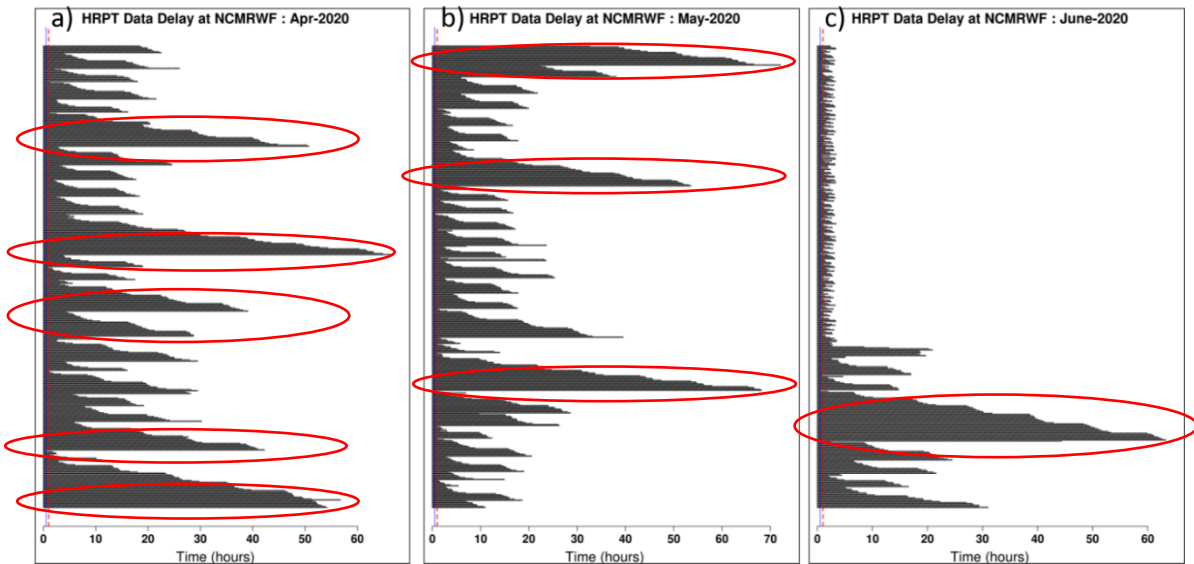 a) HRPT Data Delay at NCMRWF : Apr-2020
0 10 20 30 40 50 60
Time (hours)
b) HRPT Data Delay at NCMRWF : May-2020
0 10 20 30 40 50 60 70
Time (hours)
c) HRPT Data Delay at NCMRWF : June-2020
0 10 20 30 40 50 60
Time (hours)